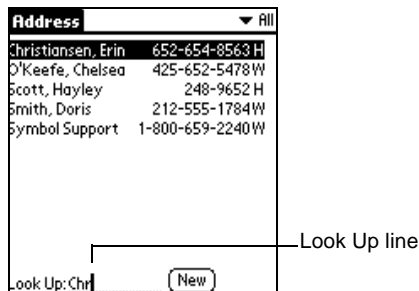 Address ▼ All
Christiansen, Erin 652-654-8563 H
O'Keefe, Chelsea 425-652-5478 W
Scott, Hayley 248-9652 H
Smith, Doris 212-555-1784 W
Symbol Support 1-800-659-2240 W
Look Up line
Look Up: Chr New